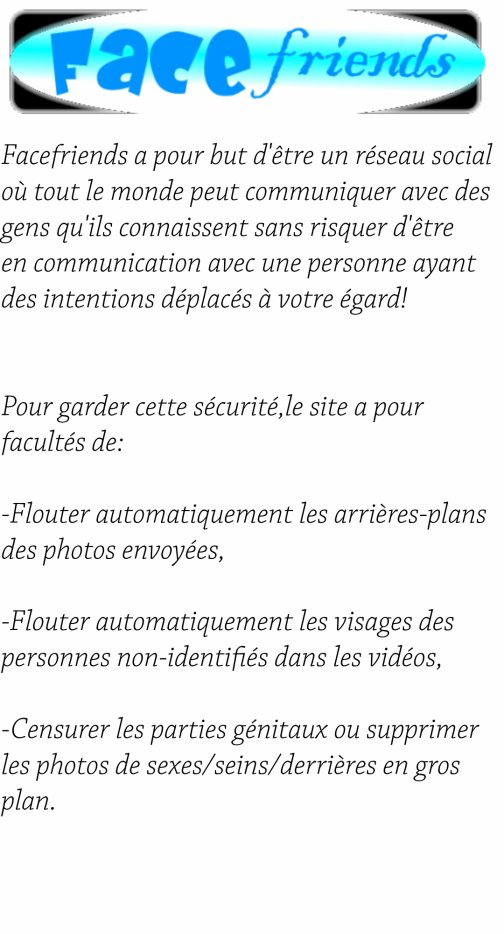 Face friends
Facefriends a pour but d'être un réseau social
où tout le monde peut communiquer avec des
gens qu'ils connaissent sans risquer d'être
en communication avec une personne ayant
des intentions déplacés à votre égard!
Pour garder cette sécurité,le site a pour
facultés de:
-Flouter automatiquement les arrières-plans
des photos envoyées,
-Flouter automatiquement les visages des
personnes non-identifiés dans les vidéos,
-Censurer les parties génitaux ou supprimer
les photos de sexes/seins/derrières en gros
plan.